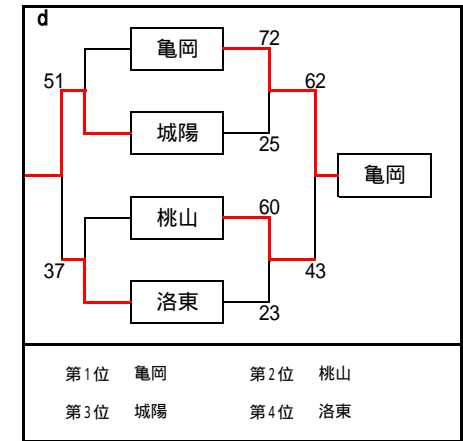 d
亀岡
72
51
62
城陽
25
亀岡
桃山
60
37
43
洛東
23
第1位 亀岡 第2位 桃山
第3位 城陽 第4位 洛東